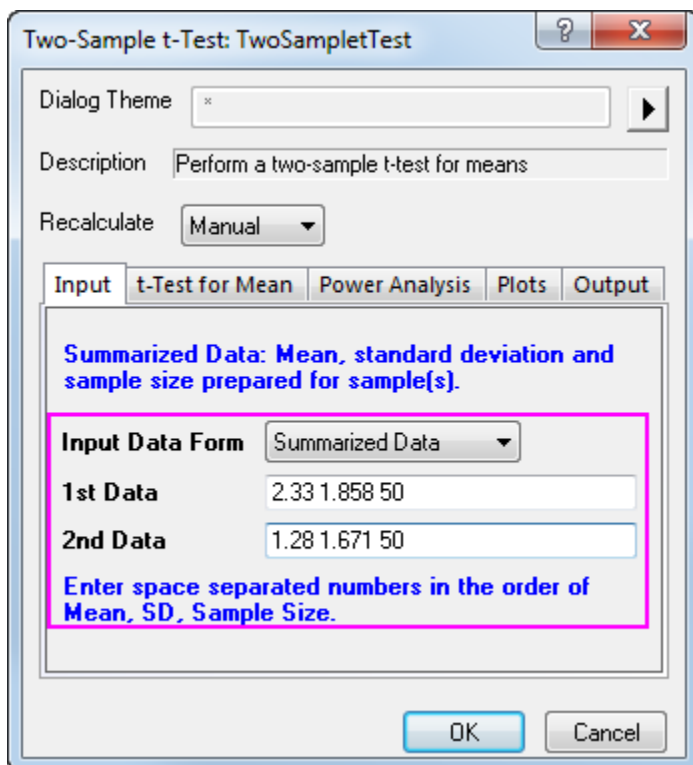 Two-Sample t-Test: TwoSampletTest
Dialog Theme *
Description Perform a two-sample t-test for means
Recalculate Manual
Input t-Test for Mean Power Analysis Plots Output
Summarized Data: Mean, standard deviation and
sample size prepared for sample(s).
Input Data Form Summarized Data
1st Data 2.33 1.858 50
2nd Data 1.28 1.671 50
Enter space separated numbers in the order of
Mean, SD, Sample Size.
OK Cancel